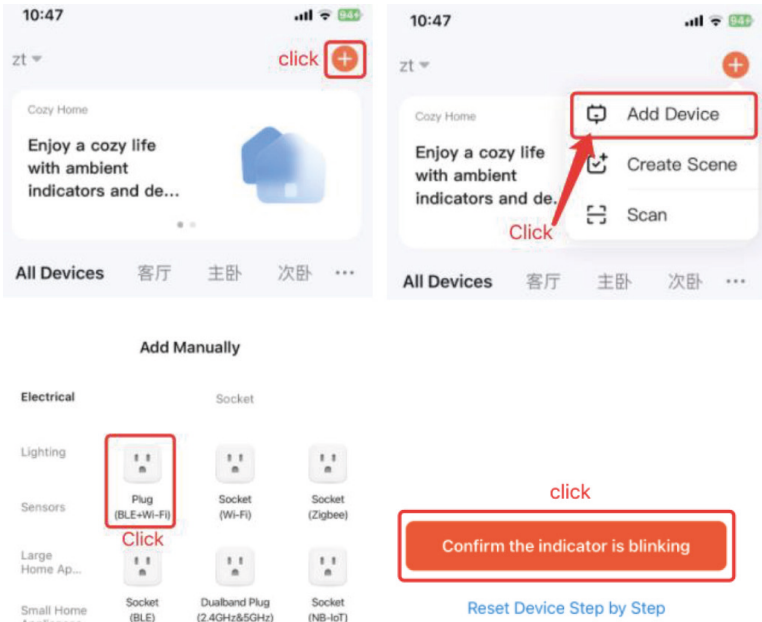 10:47
94
zt
click
Cozy Home
Enjoy a cozy life
with ambient
indicators and de...
All Devices 客厅 主卧 次卧 •••
10:47
94
zt
Add Device
Cozy Home
Enjoy a cozy life
with ambient
indicators and de.
Create Scene
Scan
Click
All Devices 客厅 主卧 次卧 •••
Add Manually
Electrical
Socket
Lighting
Sensors
Large
Home Ap...
Small Home
Plug
(BLE+Wi-Fi)
Click
Socket
(Wi-Fi)
Socket
(Zigbee)
Socket
(BLE)
Dualband Plug
(2.4GHz&5GHz)
Socket
(NB-IoT)
click
Confirm the indicator is blinking
Reset Device Step by Step